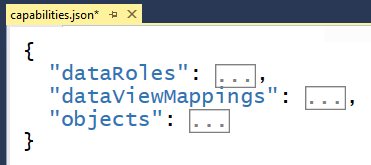 capabilities.json*
{
"dataRoles": ...,
"dataViewMappings": ...,
"objects": ...
}